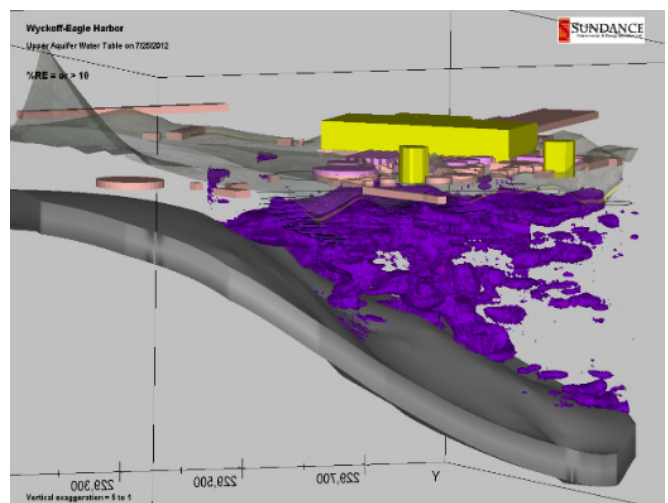 Wyckoff-Eagle Harbor
Upper Aquifer Water Table on 7/25/2012
%RE = or > 10
SUNDANCE
229,300
229,500
229,700
Y
Vertical exaggeration = 5 to 1